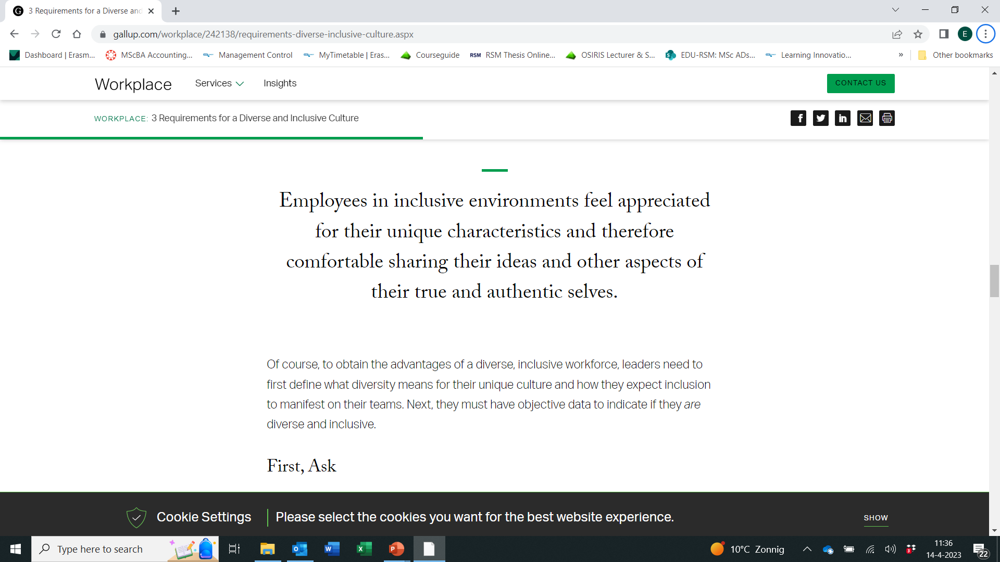 G 3 Requirements for a Diverse and
gallup.com/workplace/242138/requirements-diverse-inclusive-culture.aspx
E
Dashboard | Erasm... MScBA Accounting... Management Control MyTimetable | Eras... Courseguide RSM RSM Thesis Online... OSIRIS Lecturer & S... S EDU-RSM: MSc ADs... Learning Innovatio... » Other bookmarks
Workplace Services Insights CONTACT US
WORKPLACE: 3 Requirements for a Diverse and Inclusive Culture f in
Employees in inclusive environments feel appreciated
for their unique characteristics and therefore
comfortable sharing their ideas and other aspects of
their true and authentic selves.
Of course, to obtain the advantages of a diverse, inclusive workforce, leaders need to
first define what diversity means for their unique culture and how they expect inclusion
to manifest on their teams. Next, they must have objective data to indicate if they are
diverse and inclusive.
First, Ask
Cookie Settings Please select the cookies you want for the best website experience. SHOW
Type here to search O W X P 10°C Zonnig 3 11:36
14-4-2023 22